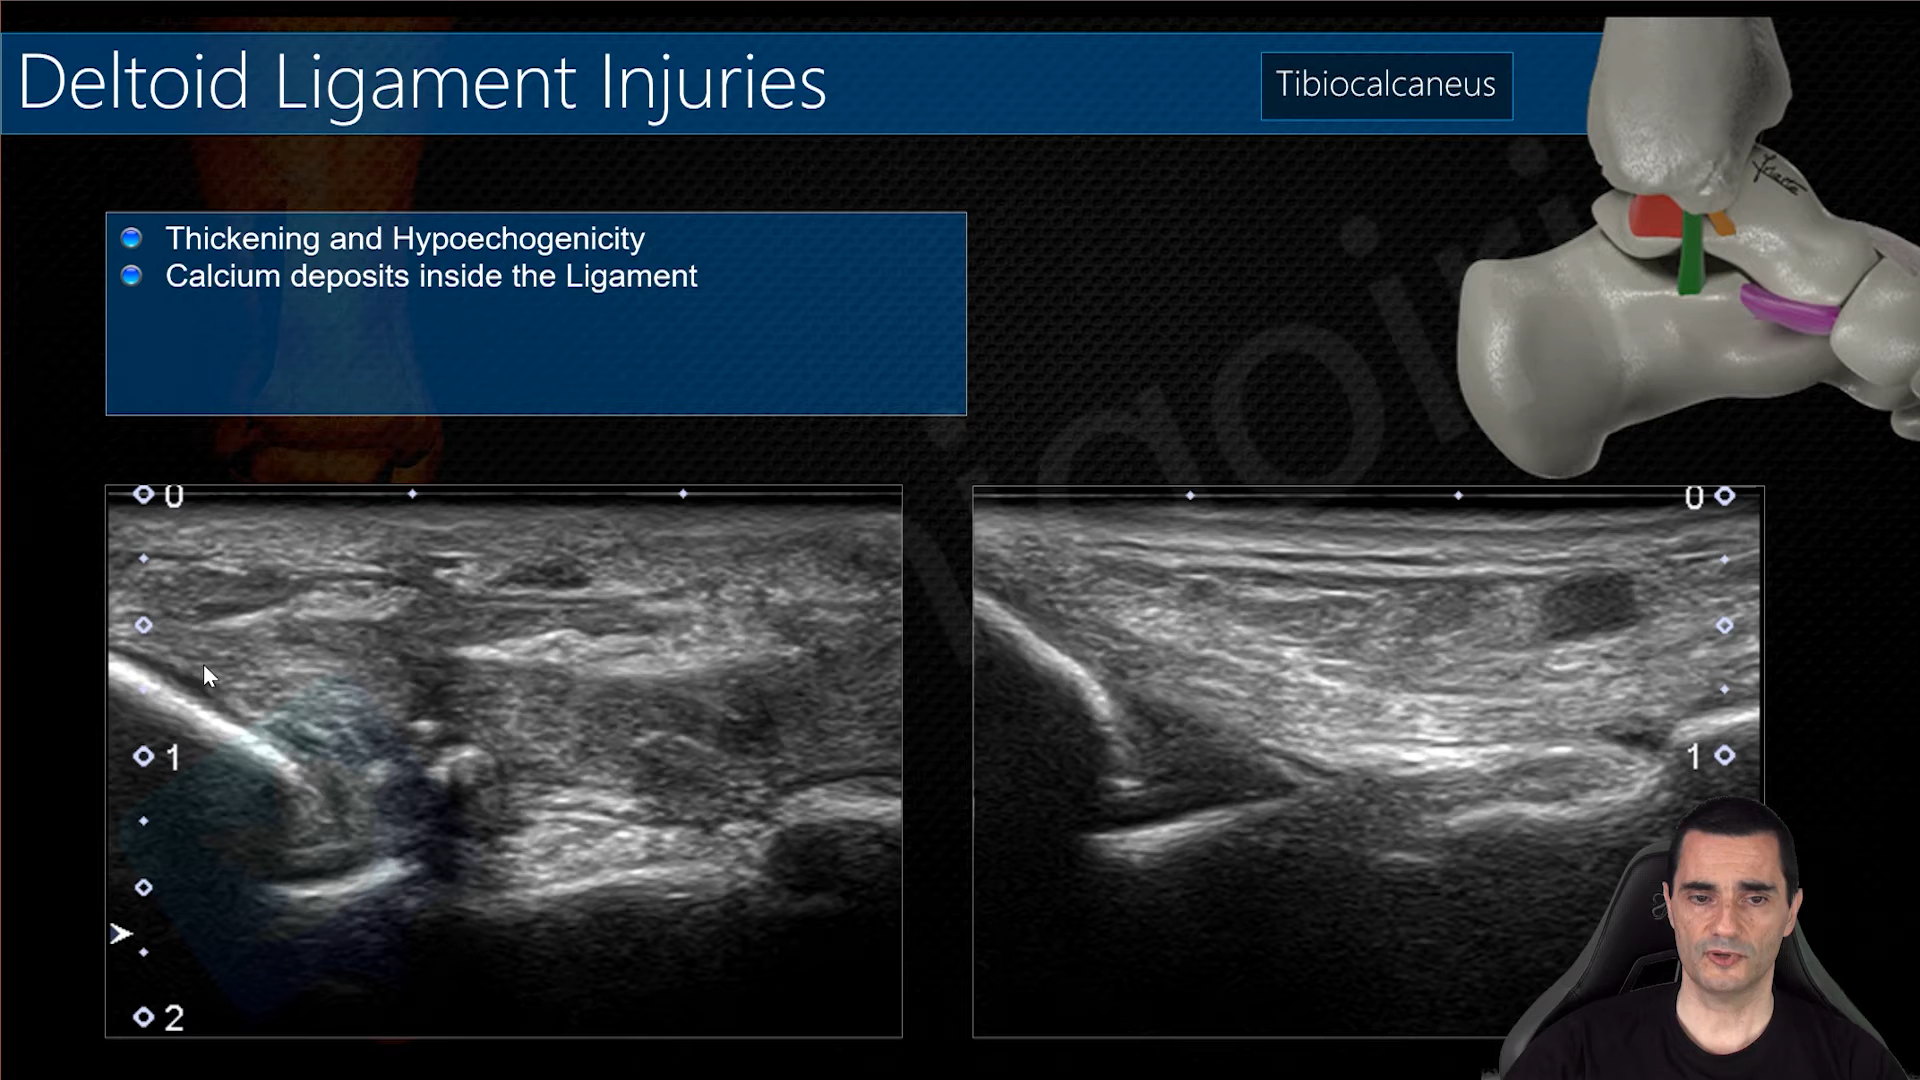 Deltoid Ligament Injuries
Tibiocalcaneus
Thickening and Hypoechogenicity
Calcium deposits inside the Ligament
0
1
2
0
1